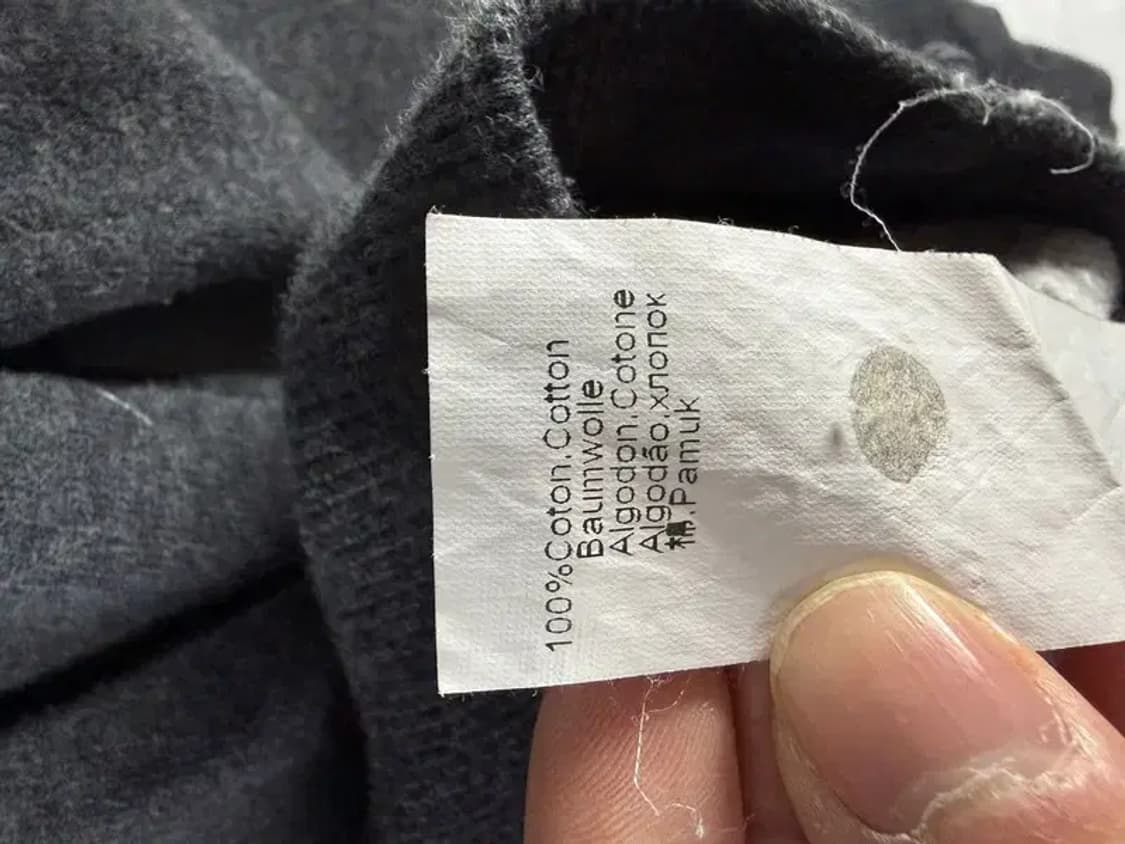 100%Coton.Cotton
Baumwolle
Algodon.Cotone
Algodão.хлопок
棉.Pamuk